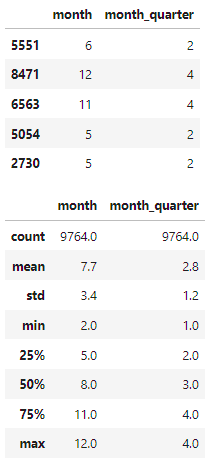 month month_quarter
5551 6 2
8471 12 4
6563 11 4
5054 5 2
2730 5 2
month month_quarter
count 9764.0 9764.0
mean 7.7 2.8
std 3.4 1.2
min 2.0 1.0
25% 5.0 2.0
50% 8.0 3.0
75% 11.0 4.0
max 12.0 4.0